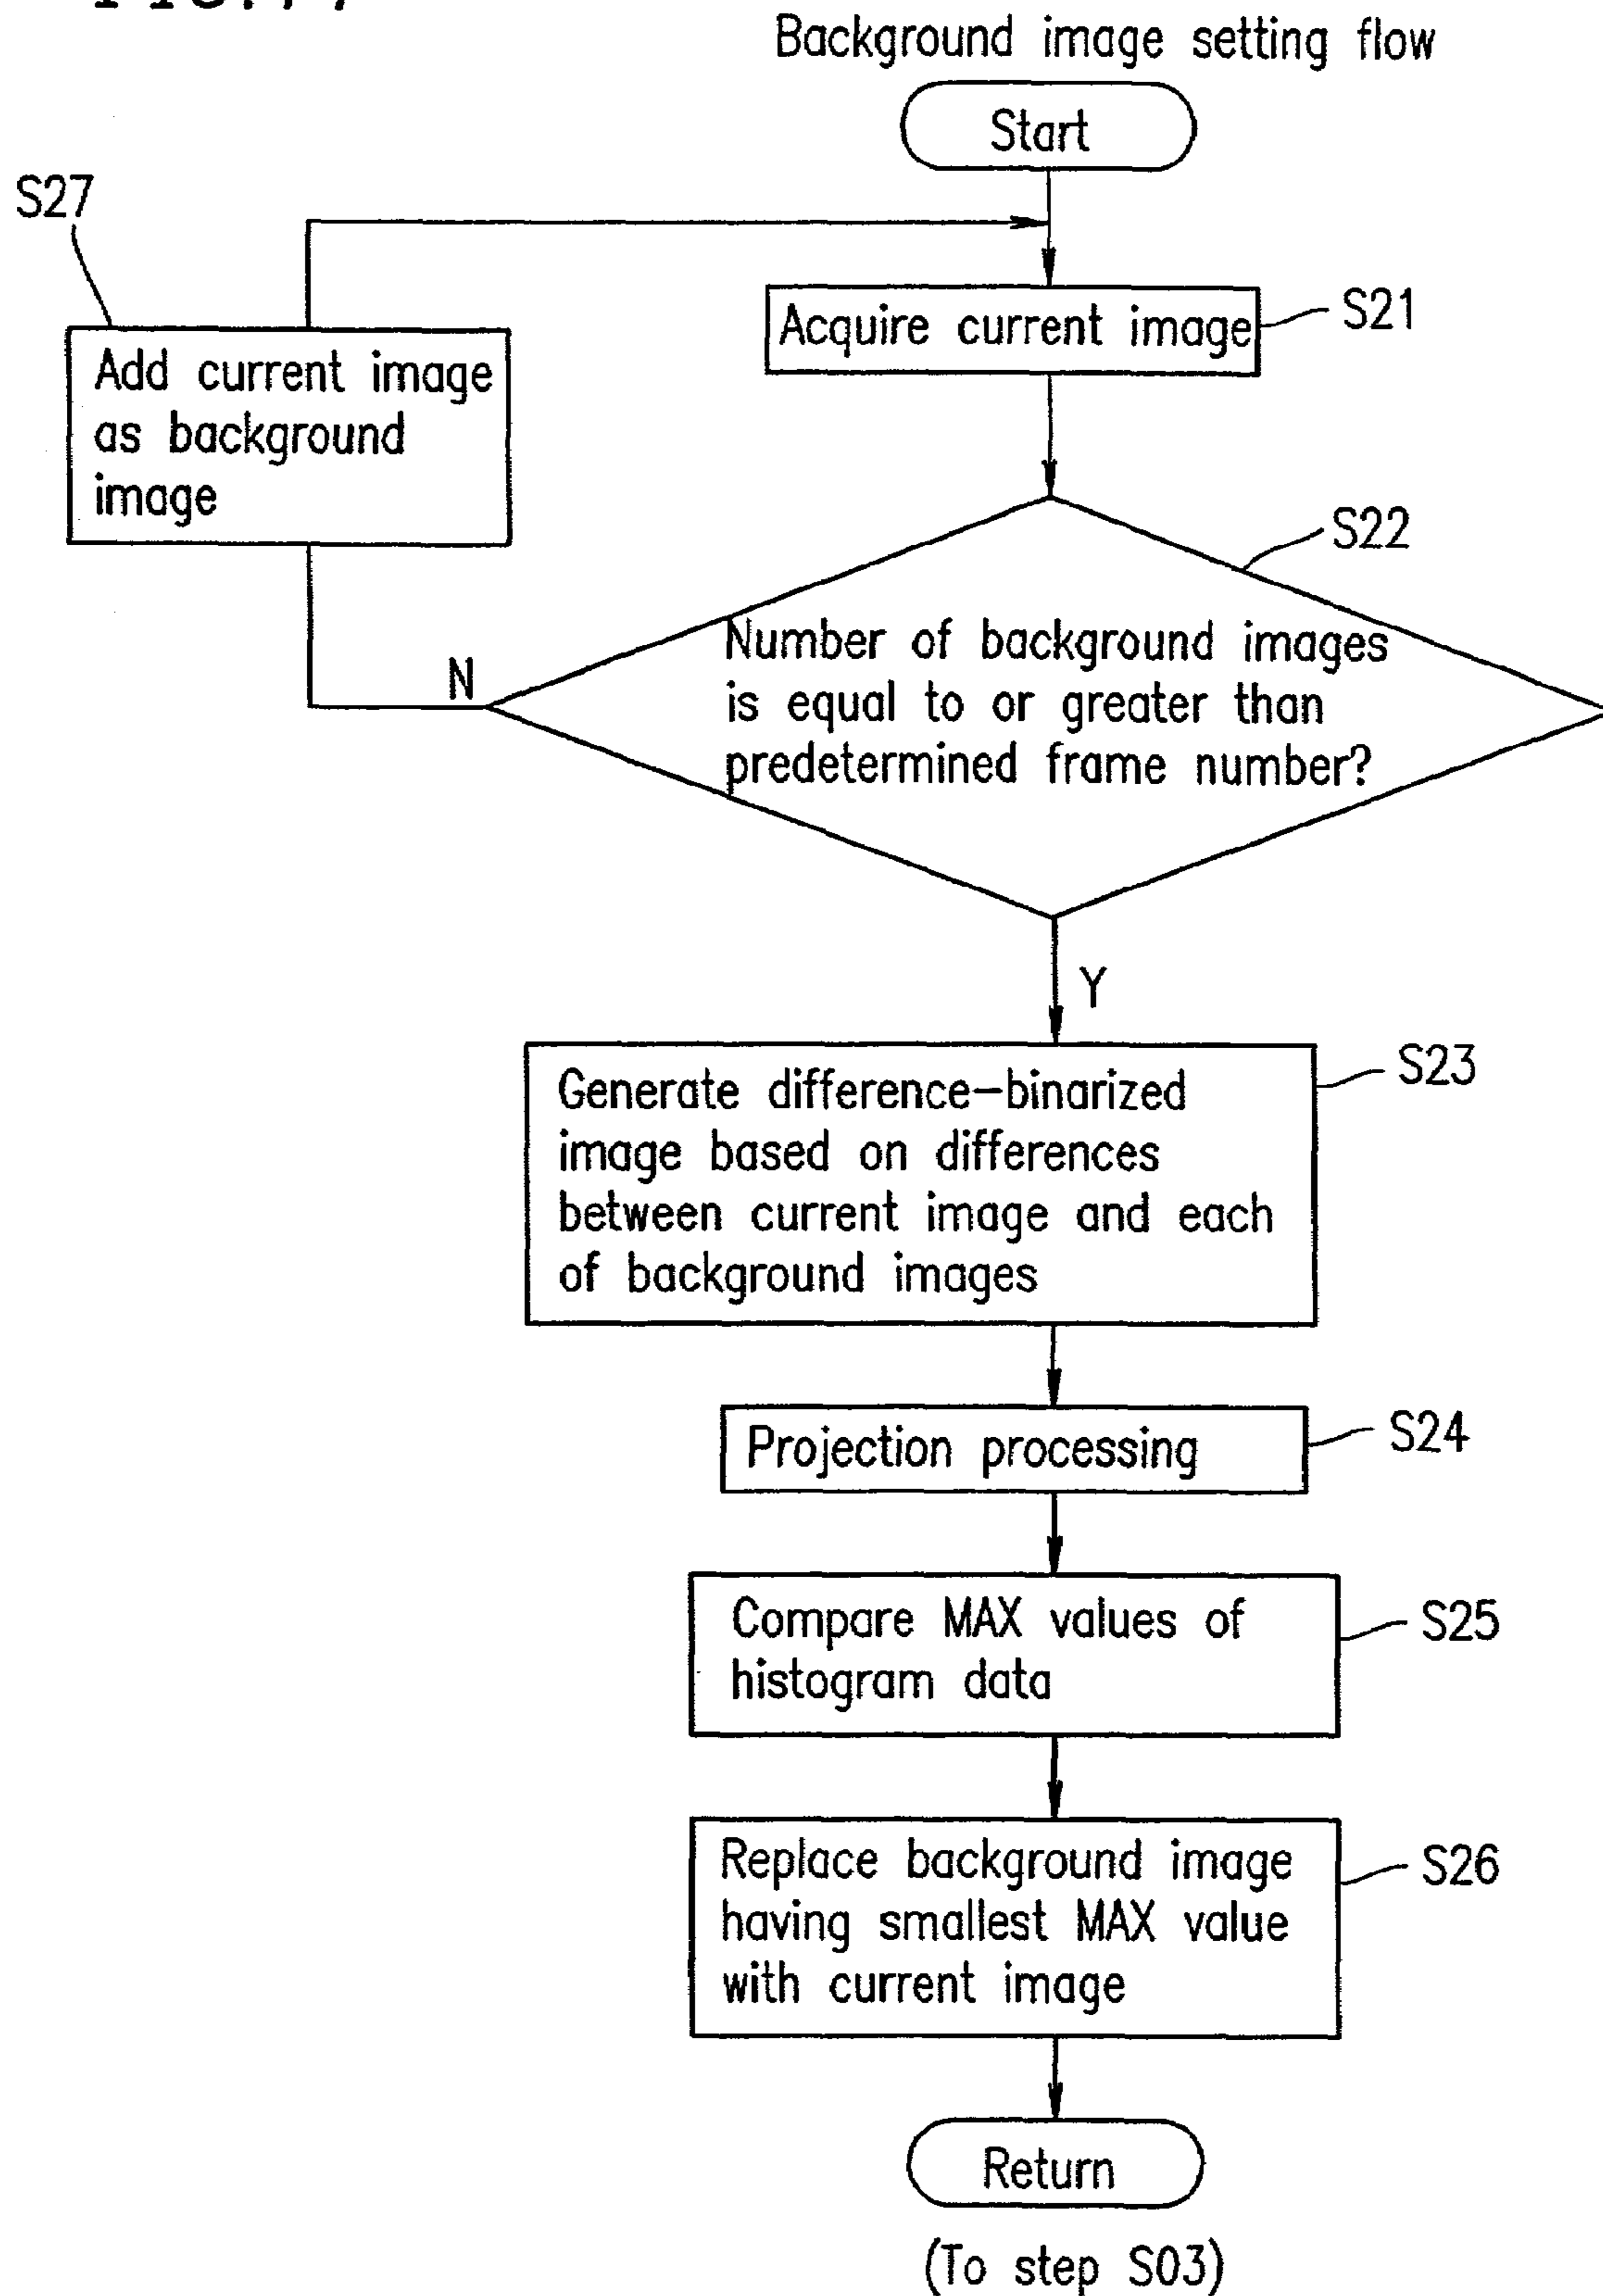 Background image setting flow
Start
S27
Add current image
as background
image
Acquire current image
S21
S22
Number of background images
is equal to or greater than
predetermined frame number?
N
Y
S23
Generate difference-binarized
image based on differences
between current image and each
of background images
Projection processing
S24
Compare MAX values of
histogram data
S25
Replace background image
having smallest MAX value
with current image
S26
Return
(To step S03)